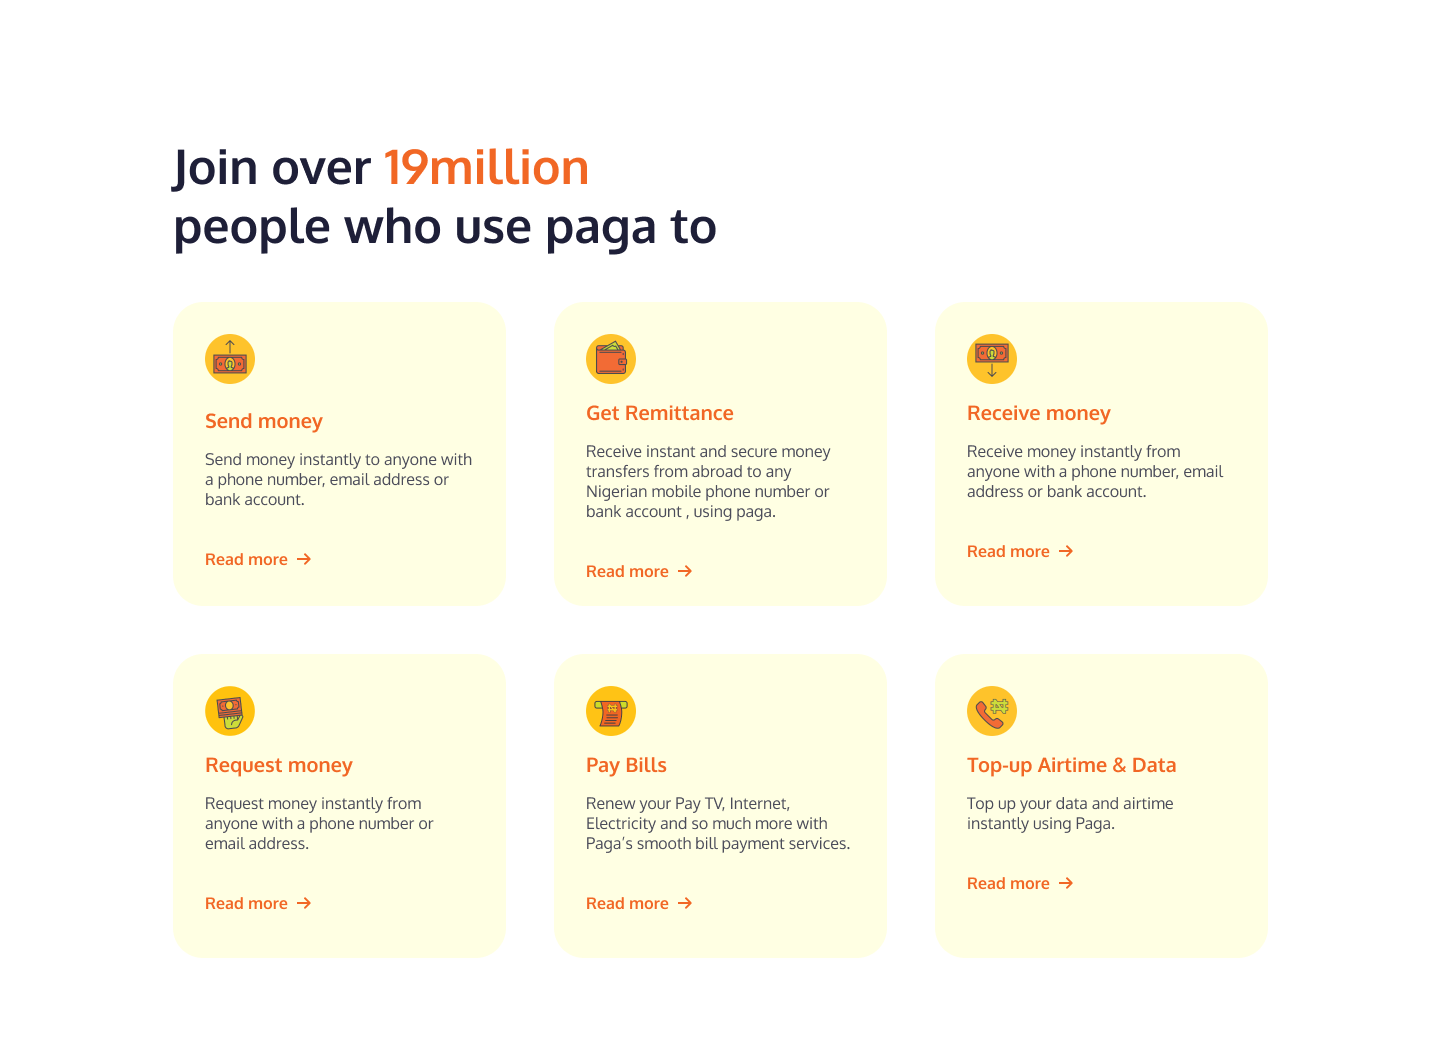 Join over 19million
people who use paga to
Send money
Send money instantly to anyone with
a phone number, email address or
bank account.
Read more
Get Remittance
Receive instant and secure money
transfers from abroad to any
Nigerian mobile phone number or
bank account , using paga.
Read more
Receive money
Receive money instantly from
anyone with a phone number, email
address or bank account.
Read more
Request money
Request money instantly from
anyone with a phone number or
email address.
Read more
Pay Bills
Renew your Pay TV, Internet,
Electricity and so much more with
Paga’s smooth bill payment services.
Read more
Top-up Airtime & Data
Top up your data and airtime
instantly using Paga.
Read more